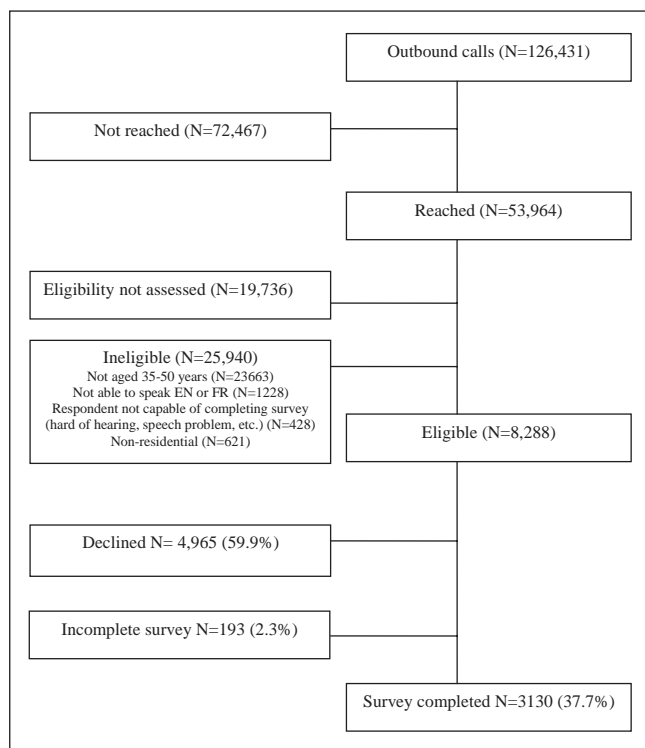 Outbound calls (N=126,431)
Not reached (N=72,467)
Reached (N=53,964)
Eligibility not assessed (N=19,736)
Ineligible (N=25,940)
Not aged 35-50 years (N=23663)
Not able to speak EN or FR (N=1228)
Respondent not capable of completing survey
(hard of hearing, speech problem, etc.) (N=428)
Non-residential (N=621)
Eligible (N=8,288)
Declined N= 4,965 (59.9%)
Incomplete survey N=193 (2.3%)
Survey completed N=3130 (37.7%)